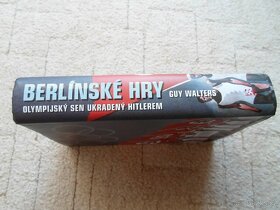 BERLÍNSKÉ HRY GUY WALTERS
OLYMPIJSKÝ SEN UKRADENÝ HITLEREM